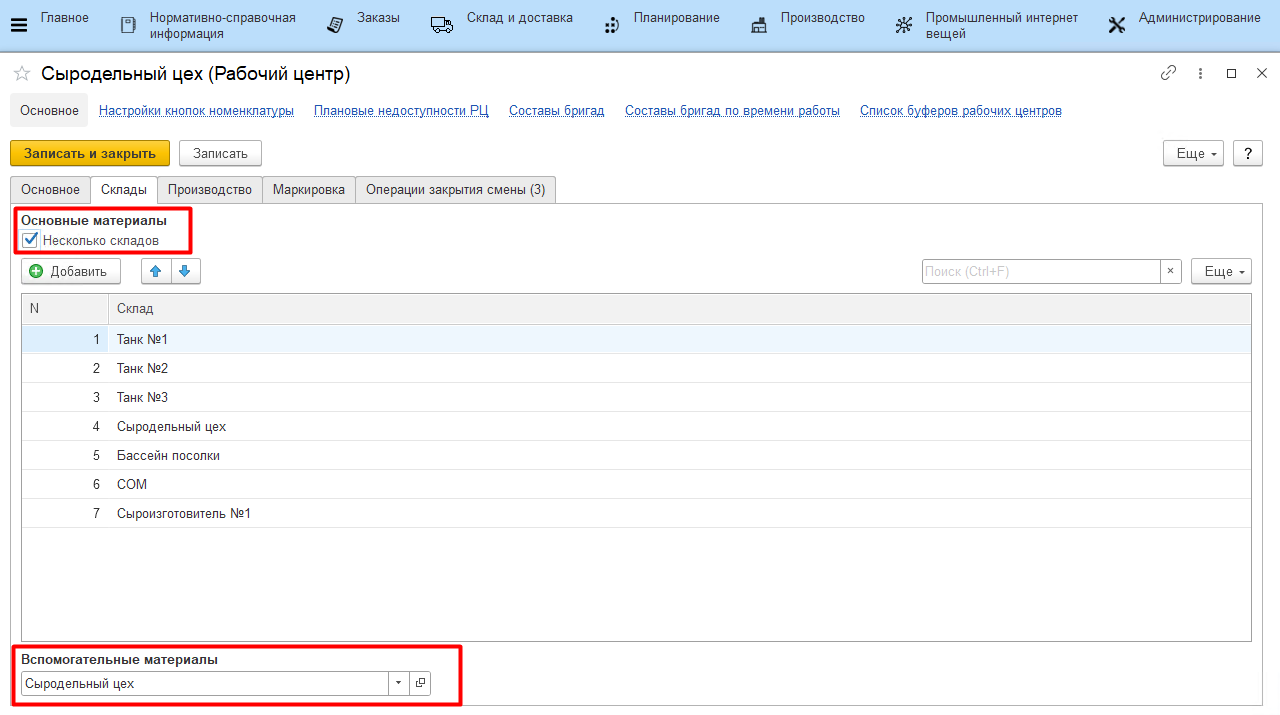 Главное
Нормативно-справочная
информация
Заказы
Склад и доставка
Планирование
Производство
Промышленный интернет
вещей
Администрирование
Сыродельный цех (Рабочий центр)
Основное
Настройки кнопок номенклатуры
Плановые недоступности РЦ
Составы бригад
Составы бригад по времени работы
Список буферов рабочих центров
Записать и закрыть
Записать
Еще
?
Основное
Склады
Производство
Маркировка
Операции закрытия смены (3)
Основные материалы
Несколько складов
Добавить
Поиск (Ctrl+F)
×
Еще
N Склад
1 Танк №1
2 Танк №2
3 Танк №3
4 Сыродельный цех
5 Бассейн посолки
6 СОМ
7 Сыроизготовитель №1
Вспомогательные материалы
Сыродельный цех